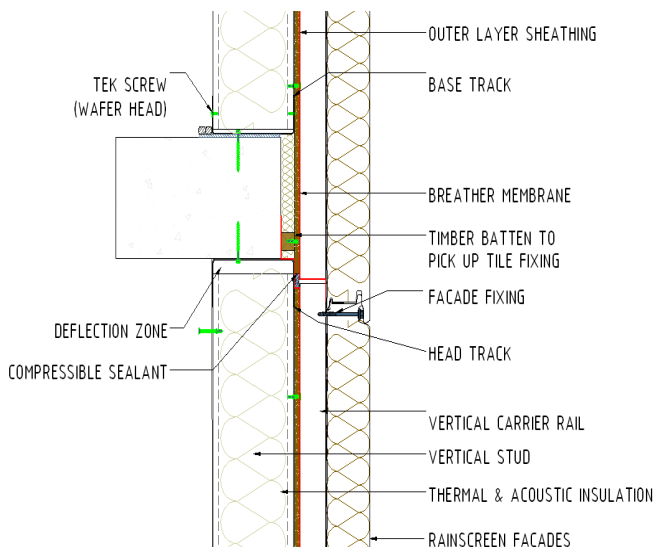 OUTER LAYER SHEATHING
TEK SCREW
(WAFER HEAD)
BASE TRACK
BREATHER MEMBRANE
TIMBER BATTEN TO
PICK UP TILE FIXING
FACADE FIXING
DEFLECTION ZONE
HEAD TRACK
COMPRESSIBLE SEALANT
VERTICAL CARRIER RAIL
VERTICAL STUD
THERMAL & ACOUSTIC INSULATION
RAINSCREEN FACADES